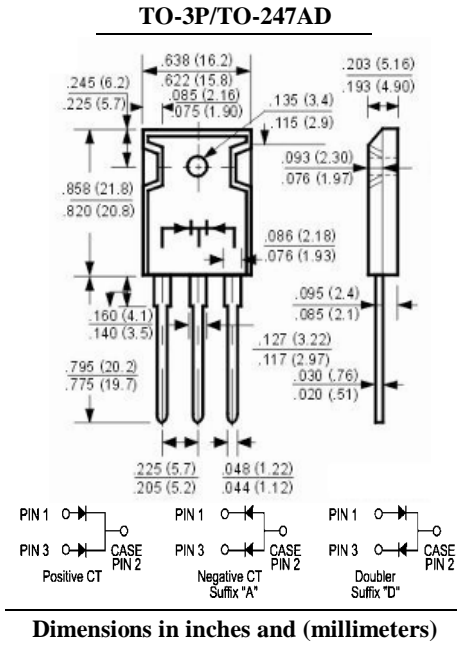 TO-3P/TO-247AD
.638 (16.2)
.622 (15.8)
.203 (5.16)
.193 (4.90)
.245 (6.2)
.225 (5.7)
.085 (2.16)
.075 (1.90)
.135 (3.4)
.115 (2.9)
.093 (2.30)
.076 (1.97)
.858 (21.8)
.820 (20.8)
.086 (2.18)
.076 (1.93)
.160 (4.1)
.140 (3.5)
.095 (2.4)
.085 (2.1)
.127 (3.22)
.117 (2.97)
.795 (20.2)
.775 (19.7)
.030 (.76)
.020 (.51)
.225 (5.7)
.205 (5.2)
.048 (1.22)
.044 (1.12)
PIN 1
PIN 3
CASE
PIN 2
Positive CT
PIN 1
PIN 3
CASE
PIN 2
Negative CT
Suffix "A"
PIN 1
PIN 3
CASE
PIN 2
Doubler
Suffix "D"
Dimensions in inches and (millimeters)